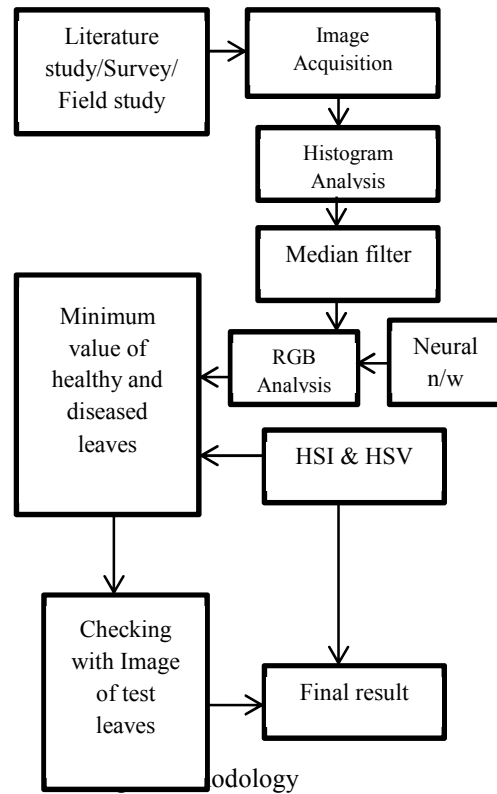 Literature
study/Survey/
Field study
Image
Acquisition
Histogram
Analysis
Median filter
Minimum
value of
healthy and
diseased
leaves
RGB
Analysis
Neural
n/w
HSI & HSV
Checking
with Image
of test
leaves
Final result
odology